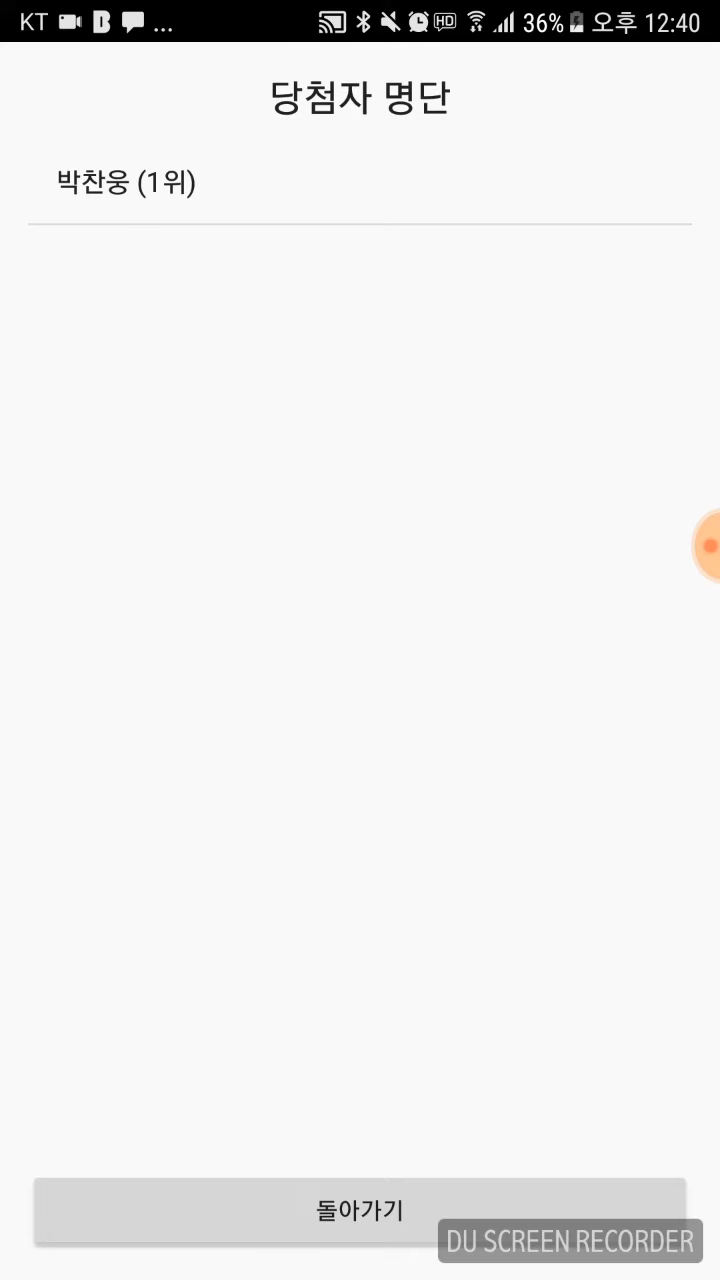 KT ... HD 36% 오후 12:40
당첨자 명단
박찬웅 (1위)
돌아가기
DU SCREEN RECORDER